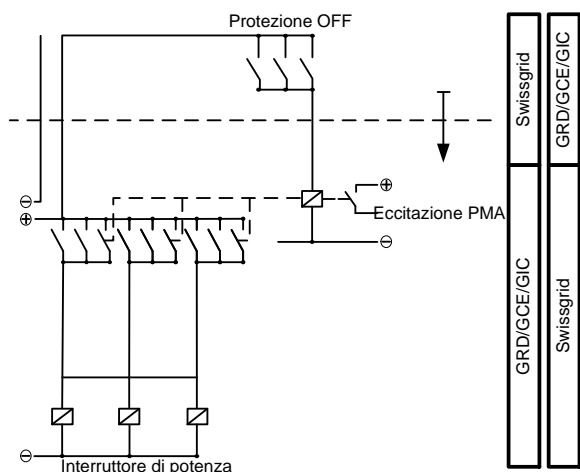 Protezione OFF
Swissgrid
GRD/GCE/GIC
⊖
⊕
⊕
Eccitazione PMA
⊖
GRD/GCE/GIC
Swissgrid
⊖
Interruttore di potenza